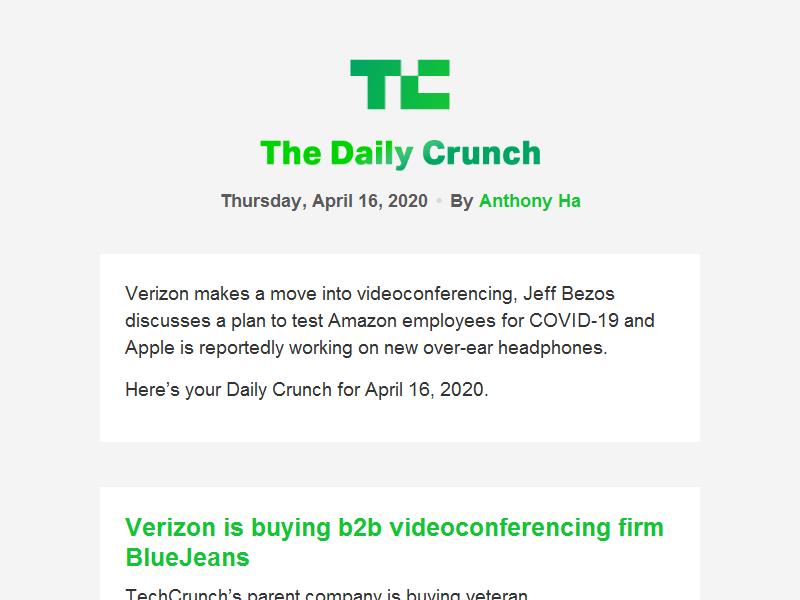 TC
The Daily Crunch
Thursday, April 16, 2020 • By Anthony Ha
Verizon makes a move into videoconferencing, Jeff Bezos
discusses a plan to test Amazon employees for COVID-19 and
Apple is reportedly working on new over-ear headphones.
Here’s your Daily Crunch for April 16, 2020.
Verizon is buying b2b videoconferencing firm
BlueJeans
TechCrunch’s parent company is buying veteran